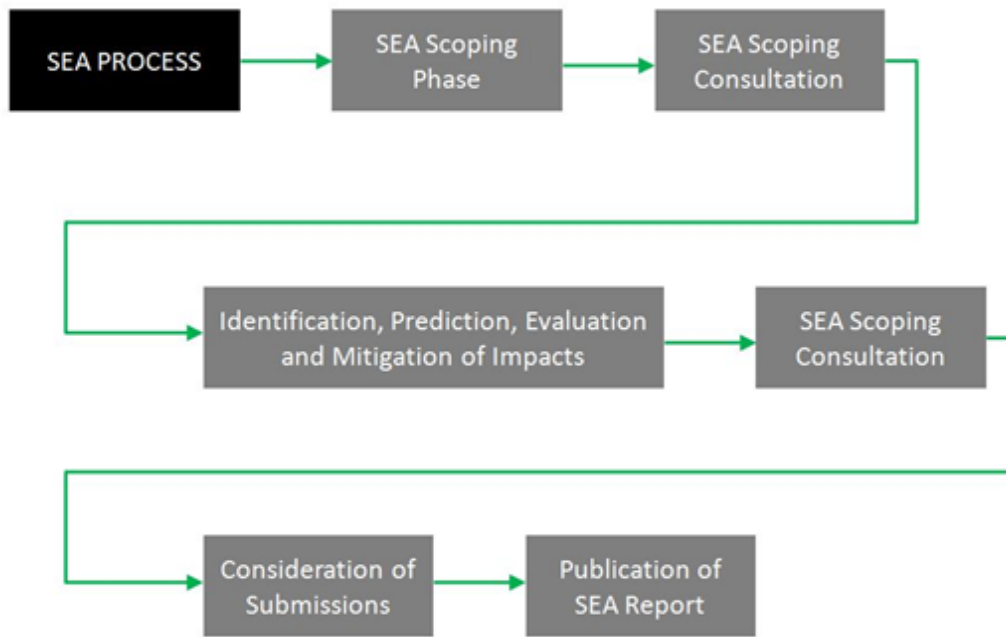 SEA PROCESS
SEA Scoping
Phase
SEA Scoping
Consultation
Identification, Prediction, Evaluation
and Mitigation of Impacts
SEA Scoping
Consultation
Consideration of
Submissions
Publication of
SEA Report